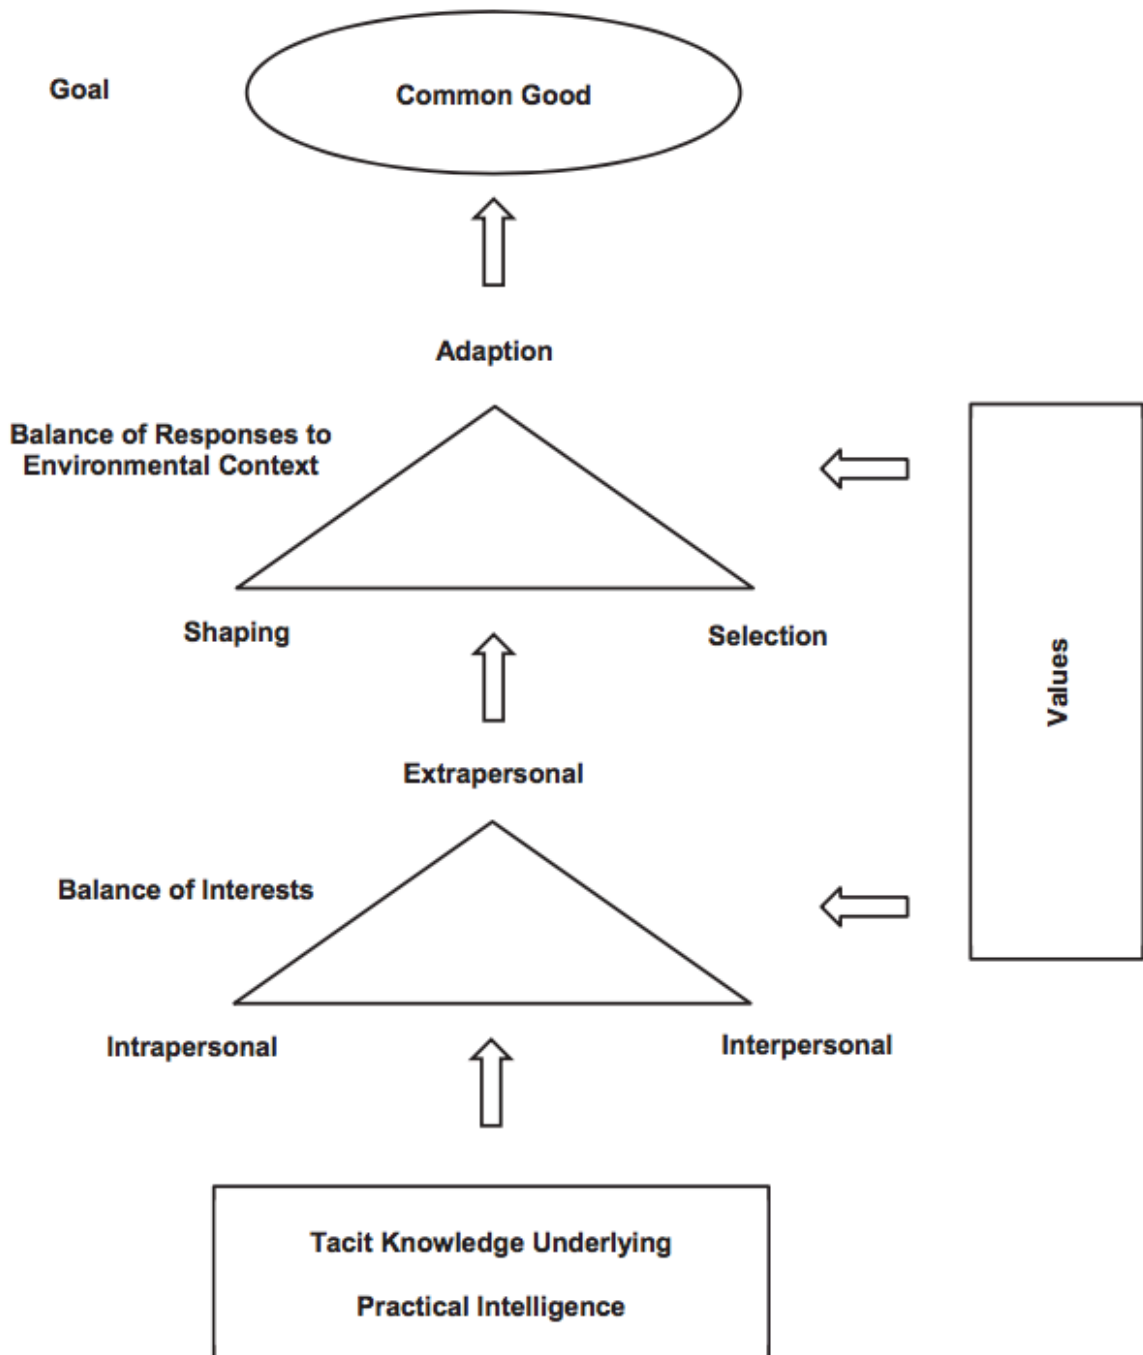 Goal
Common Good
Adaption
Balance of Responses to
Environmental Context
Shaping
Selection
Values
Extrapersonal
Balance of Interests
Intrapersonal
Interpersonal
Tacit Knowledge Underlying
Practical Intelligence